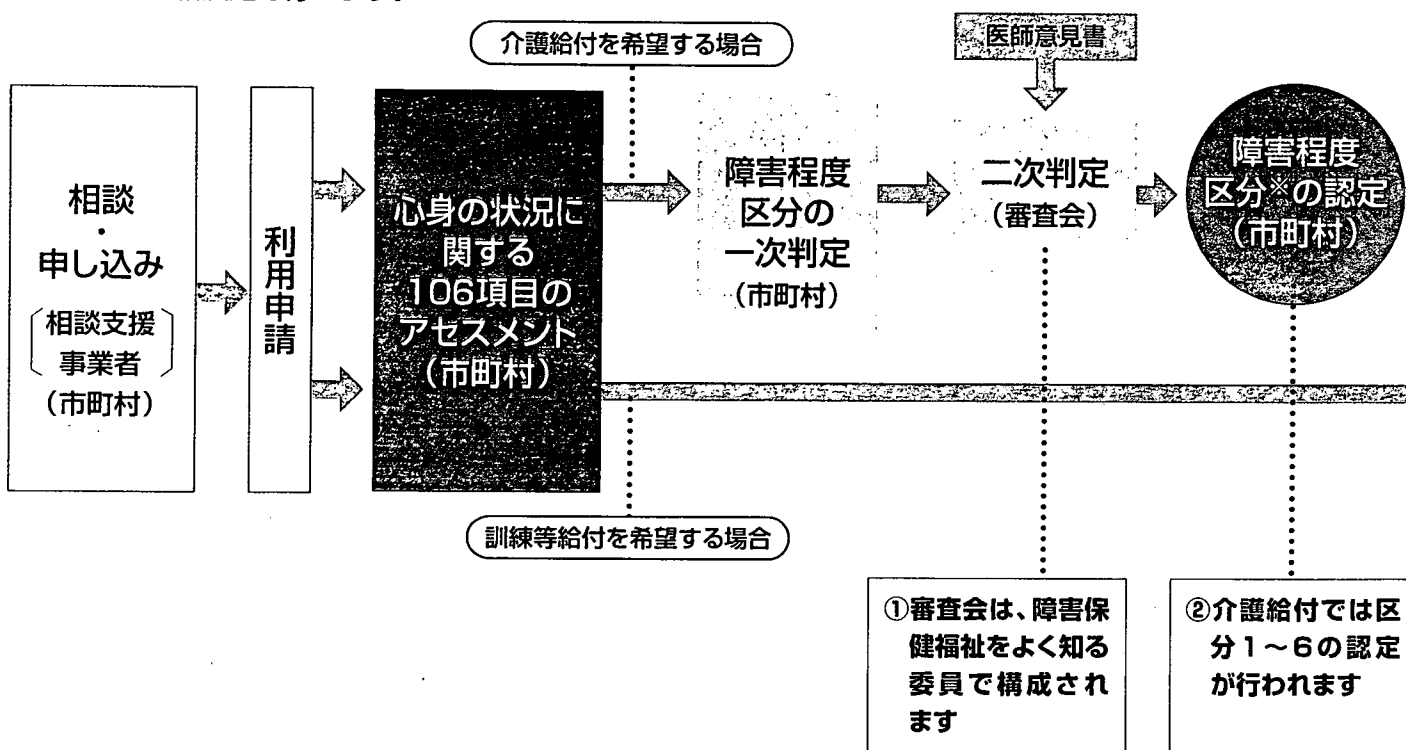 介護給付を希望する場合
医師意見書
相談
・
申し込み
相談支援
事業者
(市町村)
利用申請
心身の状況に
関する
106項目の
アセスメント
(市町村)
障害程度
区分の
一次判定
(市町村)
二次判定
(審査会)
障害程度
区分※の認定
(市町村)
訓練等給付を希望する場合
①審査会は、障害保
健福祉をよく知る
委員で構成され
ます
②介護給付では区
分1〜6の認定
が行われます